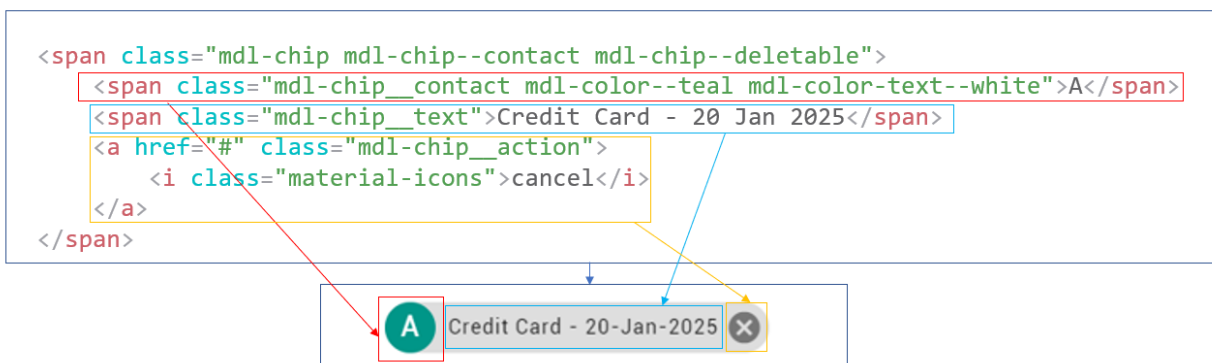 <span class="mdl-chip mdl-chip--contact mdl-chip--deletable">
<span class="mdl-chip__contact mdl-color--teal mdl-color-text--white">A</span>
<span class="mdl-chip__text">Credit Card - 20 Jan 2025</span>
<a href="#" class="mdl-chip__action">
<i class="material-icons">cancel</i>
</a>
</span>
A Credit Card - 20-Jan-2025